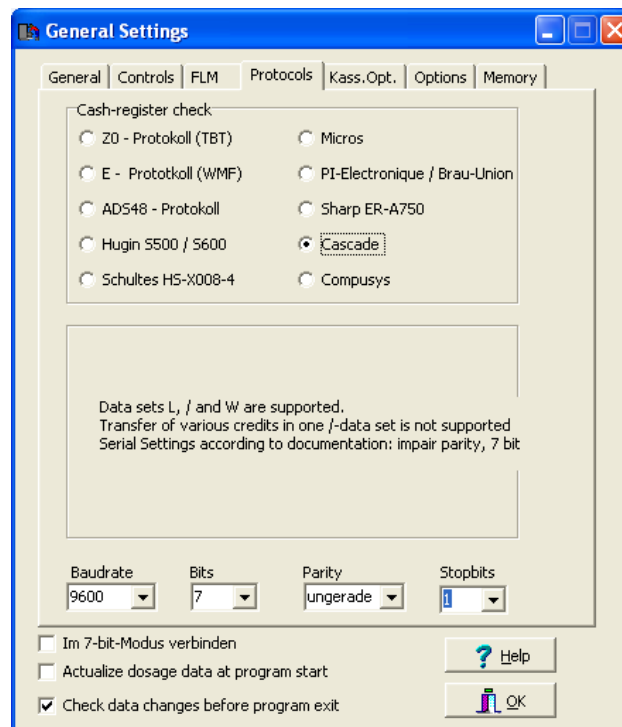 General Settings
General Controls FLM Protocols Kass.Opt. Options Memory
Cash-register check
Z0 - Protokoll (TBT)
Micros
E - Prototkoll (WMF)
PI-Electronique / Brau-Union
ADS48 - Protokoll
Sharp ER-A750
Hugin S500 / S600
Cascade
Schultes HS-X008-4
Compusys
Data sets L, / and W are supported.
Transfer of various credits in one /-data set is not supported
Serial Settings according to documentation: impair parity, 7 bit
Baudrate Bits Parity Stopbits
9600 7 ungerade 1
Im 7-bit-Modus verbinden
Actualize dosage data at program start
Check data changes before program exit
? Help
OK